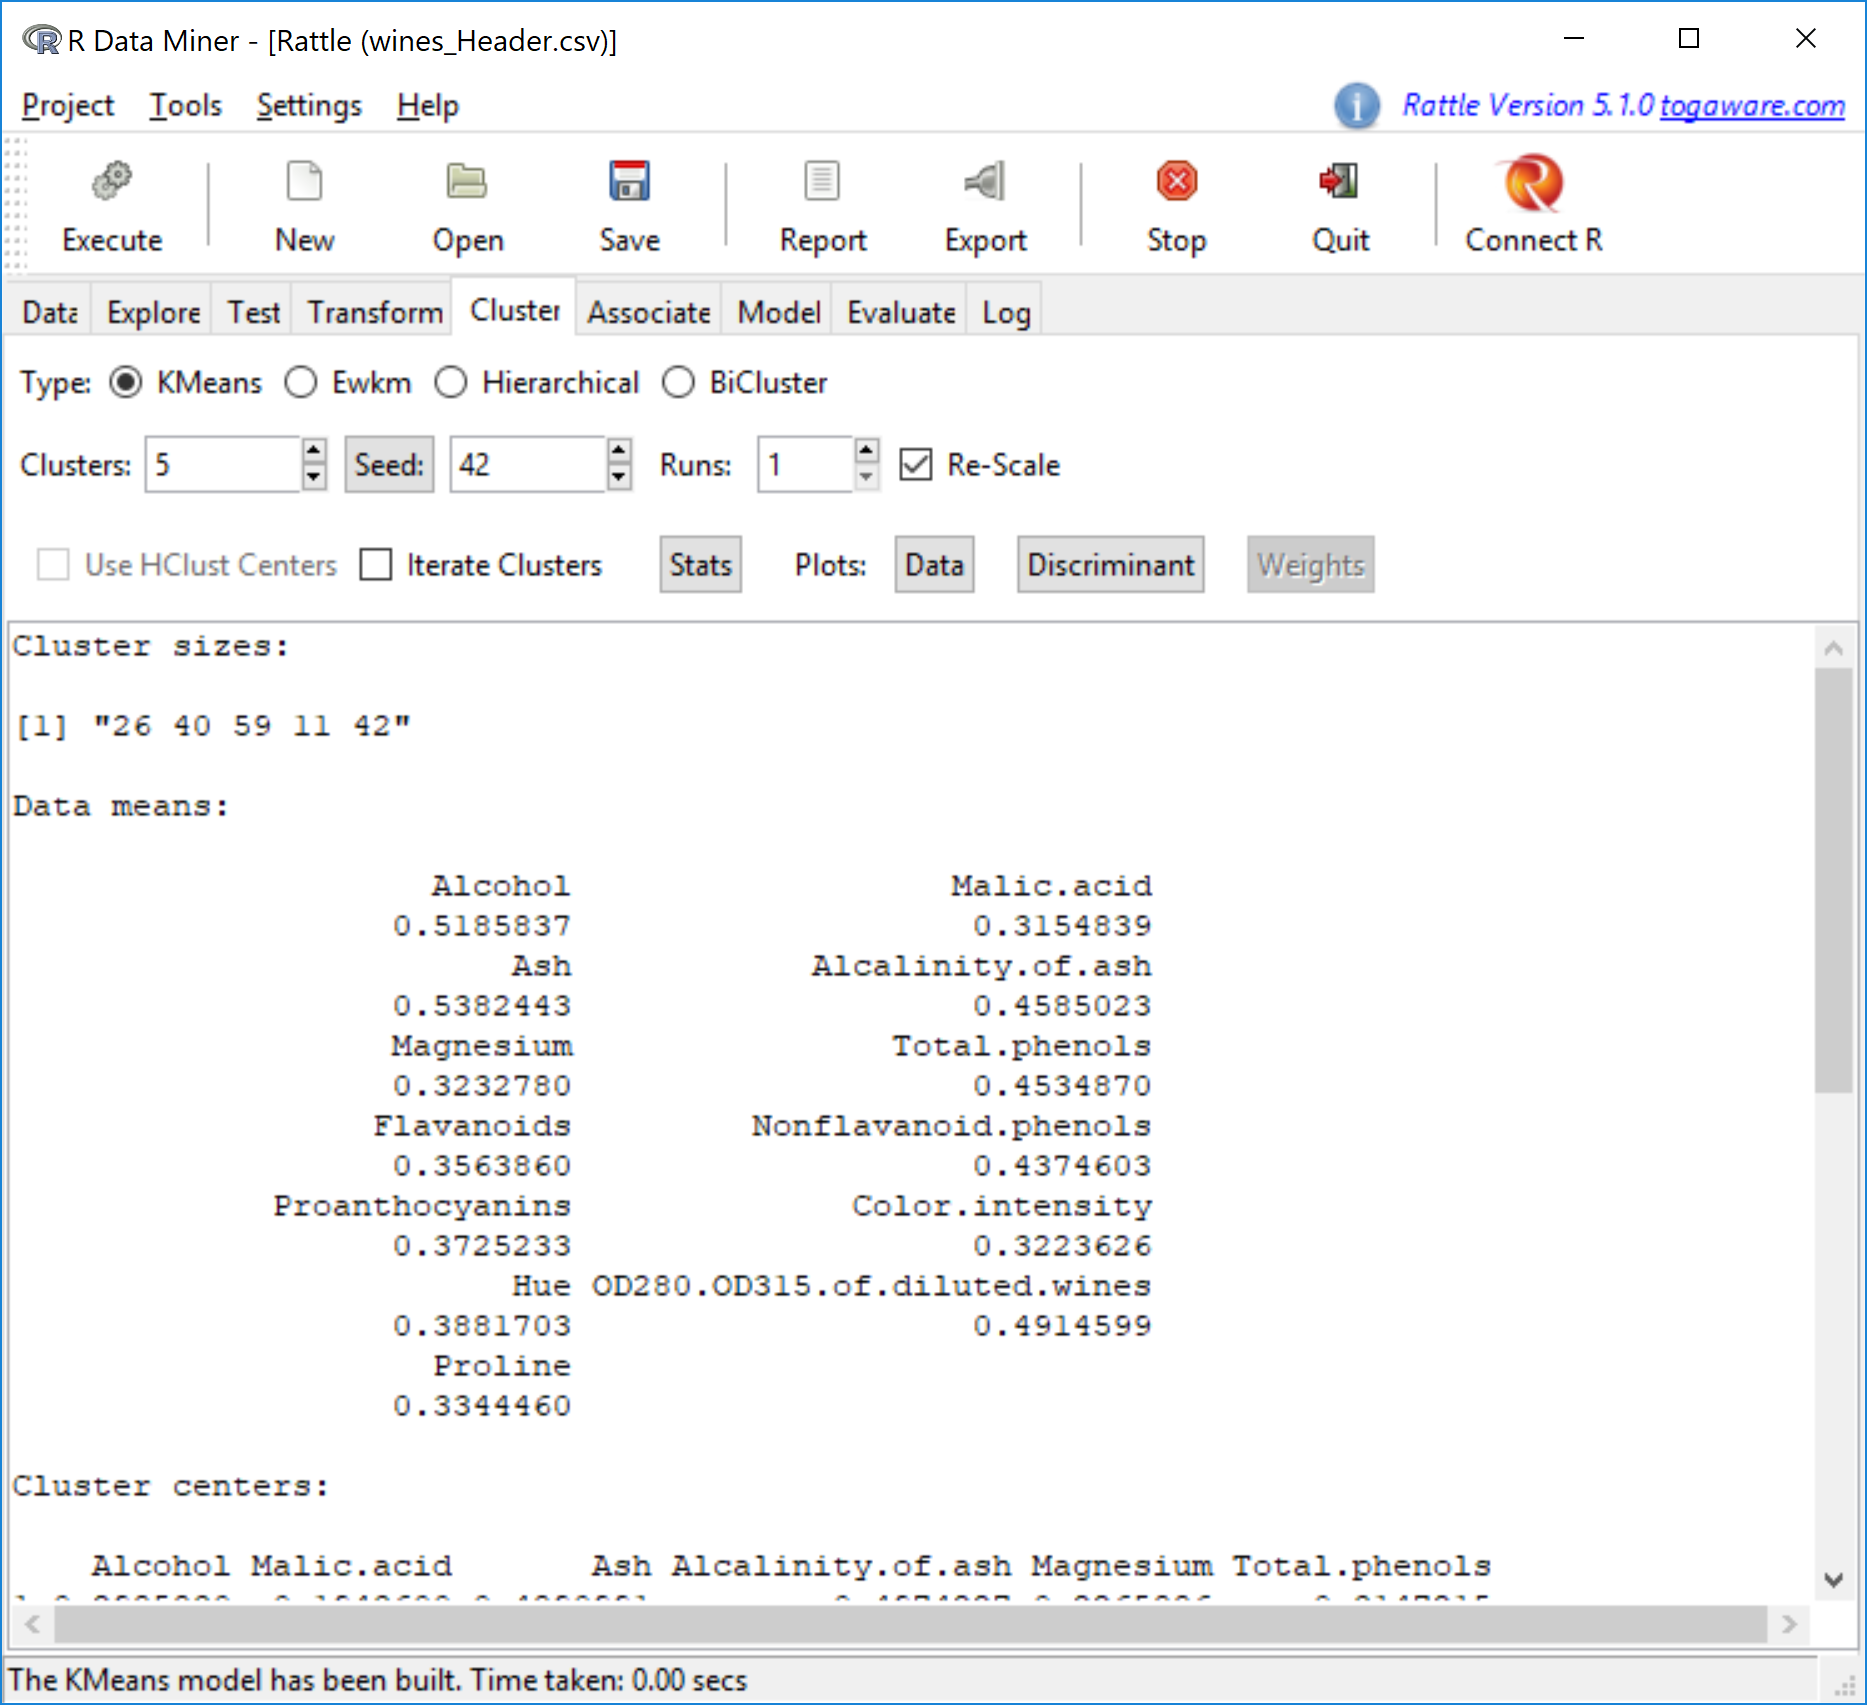 R Data Miner - [Rattle (wines_Header.csv)]
Project Tools Settings Help
Rattle Version 5.1.0 togaware.com
Execute New Open Save Report Export Stop Quit Connect R
Data Explore Test Transform Cluster Associate Model Evaluate Log
Type: KMeans Ewkm Hierarchical BiCluster
Clusters: 5 Seed: 42 Runs: 1 Re-Scale
Use HClust Centers Iterate Clusters Stats Plots: Data Discriminant Weights
Cluster sizes:
[1] "26 40 59 11 42"
Data means:
Alcohol Malic.acid
0.5185837 0.3154839
Ash Alcalinity.of.ash
0.5382443 0.4585023
Magnesium Total.phenols
0.3232780 0.4534870
Flavanoids Nonflavanoid.phenols
0.3563860 0.4374603
Proanthocyanins Color.intensity
0.3725233 0.3223626
Hue OD280.OD315.of.diluted.wines
0.3881703 0.4914599
Proline
0.3344460
Cluster centers:
Alcohol Malic.acid Ash Alcalinity.of.ash Magnesium Total.phenols
The KMeans model has been built. Time taken: 0.00 secs